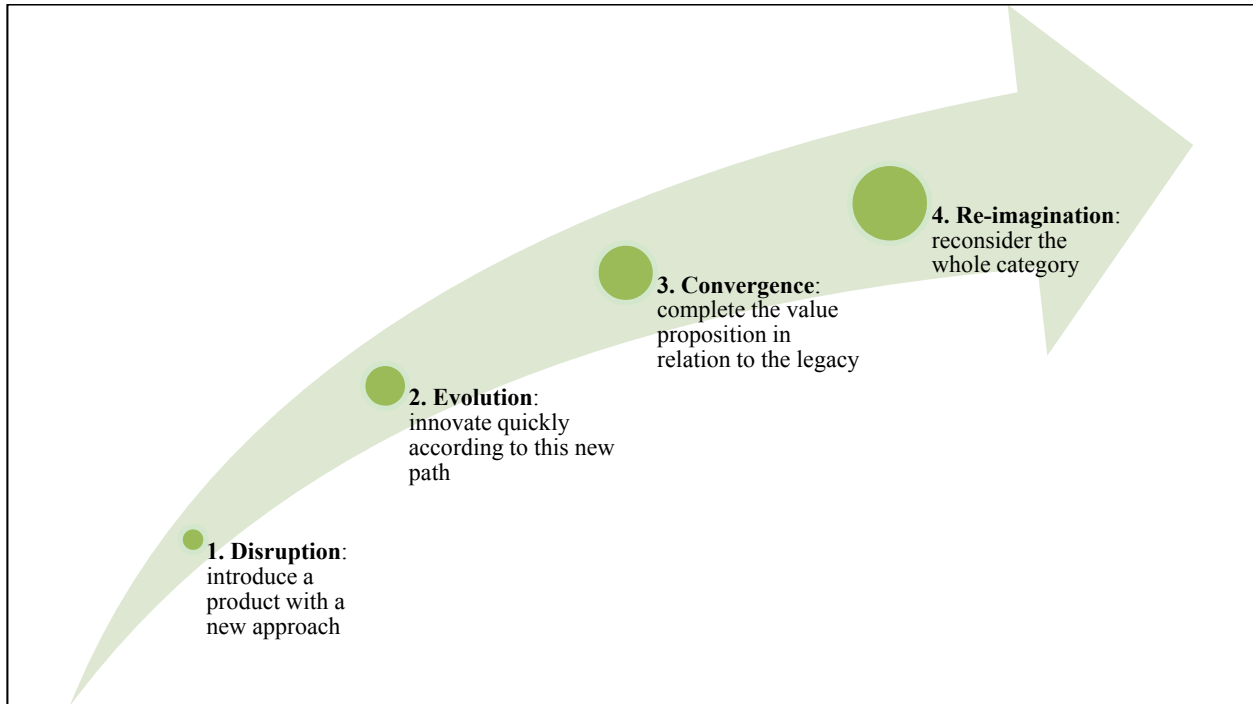 1. Disruption:
introduce a
product with a
new approach
2. Evolution:
innovate quickly
according to this new
path
3. Convergence:
complete the value
proposition in
relation to the legacy
4. Re-imagination:
reconsider the
whole category